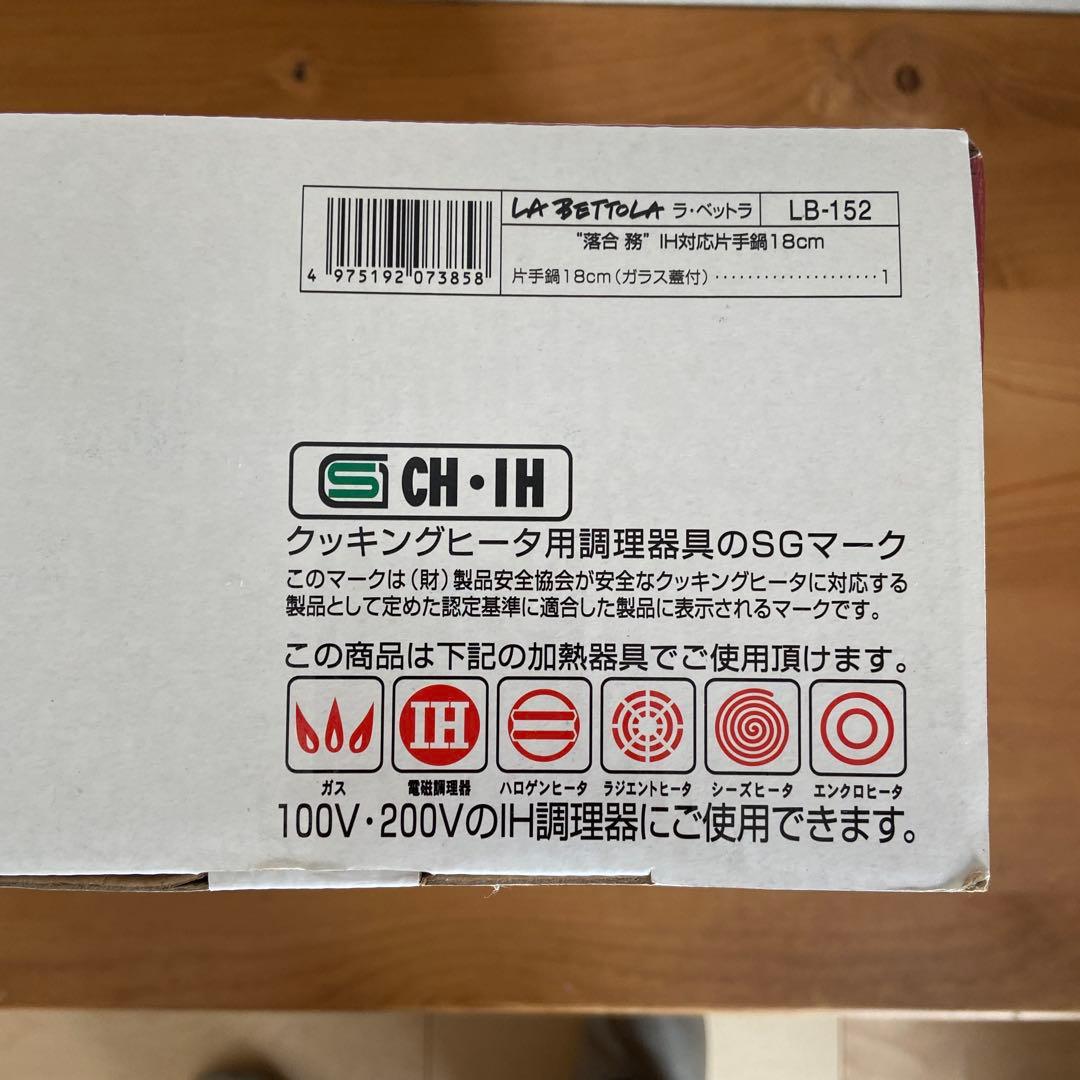 LA BETTOLA ラ・ベットラ LB-152
"落合 務" IH対応片手鍋18cm
片手鍋18cm(ガラス蓋付)・・・・・・・・・・・・・・・・・・・・1
4 975192 073858
SG CH・IH
クッキングヒータ用調理器具のSGマーク
このマークは(財)製品安全協会が安全なクッキングヒータに対応する
製品として定めた認定基準に適合した製品に表示されるマークです。
この商品は下記の加熱器具でご使用頂けます。
IH
ガス 電磁調理器 ハロゲンヒータ ラジエントヒータ シーズヒータ エンクロヒータ
100V・200VのIH調理器にご使用できます。